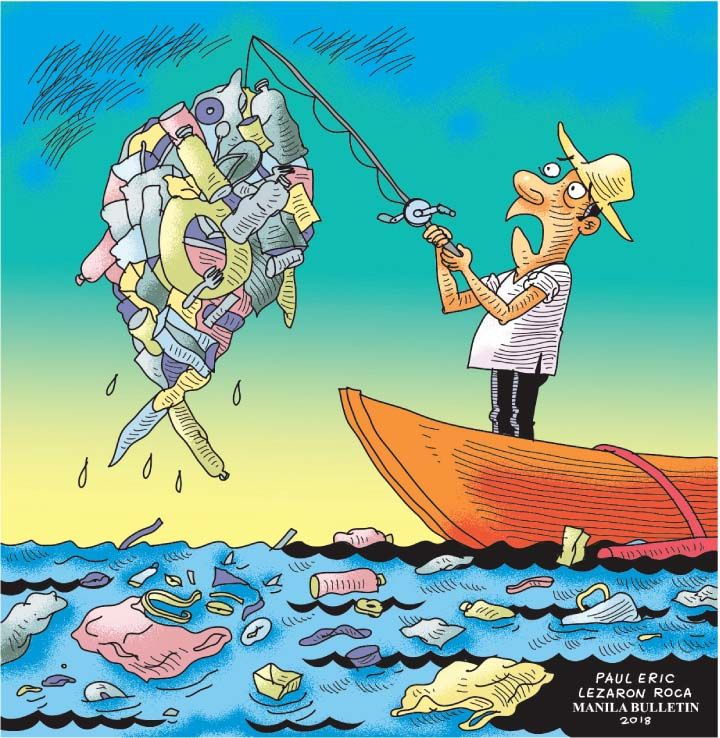 PAUL ERIC
LEZARON ROCA
MANILA BULLETIN
2018